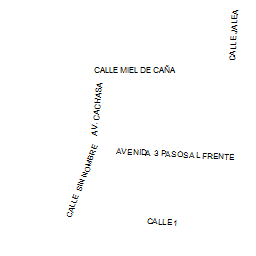 CALLE JALEA
CALLE MIEL DE CAÑA
AV. CACHASA
AVENIDA 3 PASOS AL FRENTE
CALLE SIN NOMBRE
CALLE 1